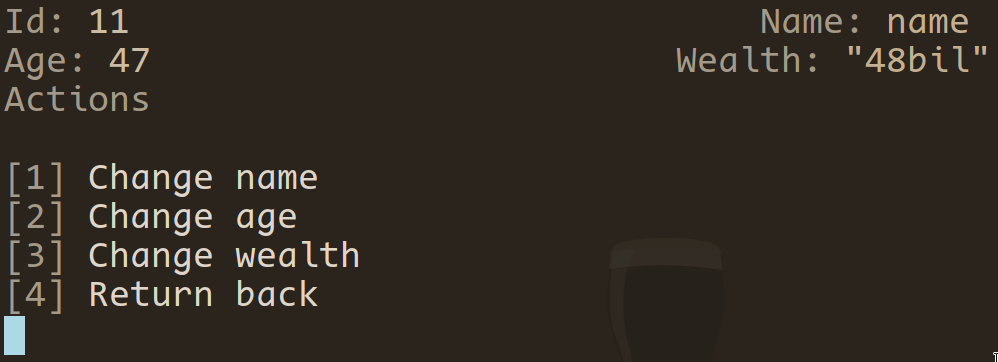 Id: 11 Name: name
Age: 47 Wealth: "48bil"
Actions
[1] Change name
[2] Change age
[3] Change wealth
[4] Return back